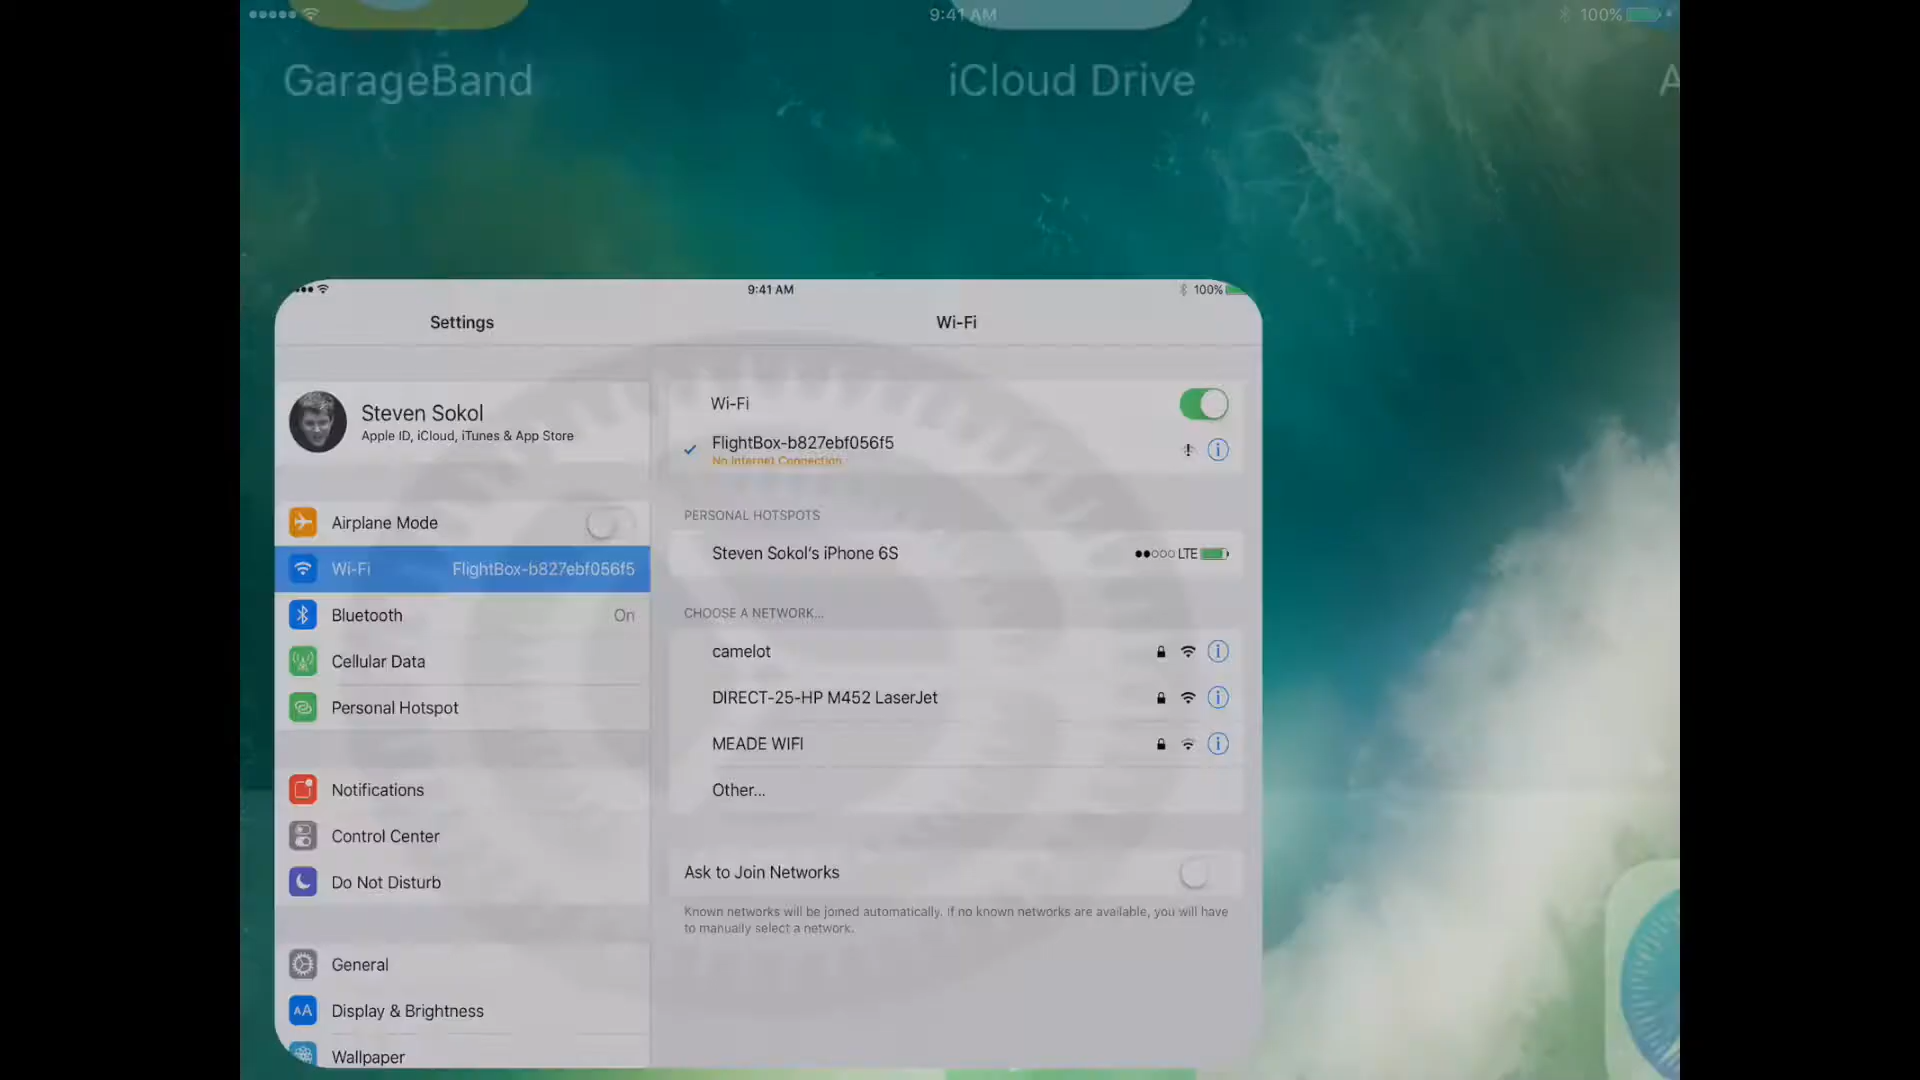 9:41 AM
100%
GarageBand
iCloud Drive
A
9:41 AM
100%
Settings
Wi-Fi
Steven Sokol
Apple ID, iCloud, iTunes & App Store
Airplane Mode
Wi-Fi FlightBox-b827ebf056f5
Bluetooth On
Cellular Data
Personal Hotspot
Notifications
Control Center
Do Not Disturb
General
AA Display & Brightness
Wallpaper
Wi-Fi
FlightBox-b827ebf056f5
No Internet Connection
PERSONAL HOTSPOTS
Steven Sokol's iPhone 6S LTE
CHOOSE A NETWORK...
camelot
DIRECT-25-HP M452 LaserJet
MEADE WIFI
Other...
Ask to Join Networks
Known networks will be joined automatically. If no known networks are available, you will have
to manually select a network.